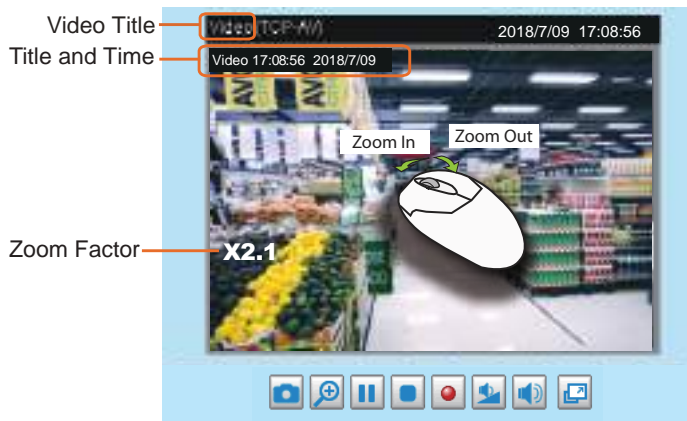 Video Title
Video (TCP-AV)
2018/7/09 17:08:56
Title and Time
Video 17:08:56 2018/7/09
Zoom In
Zoom Out
Zoom Factor
X2.1